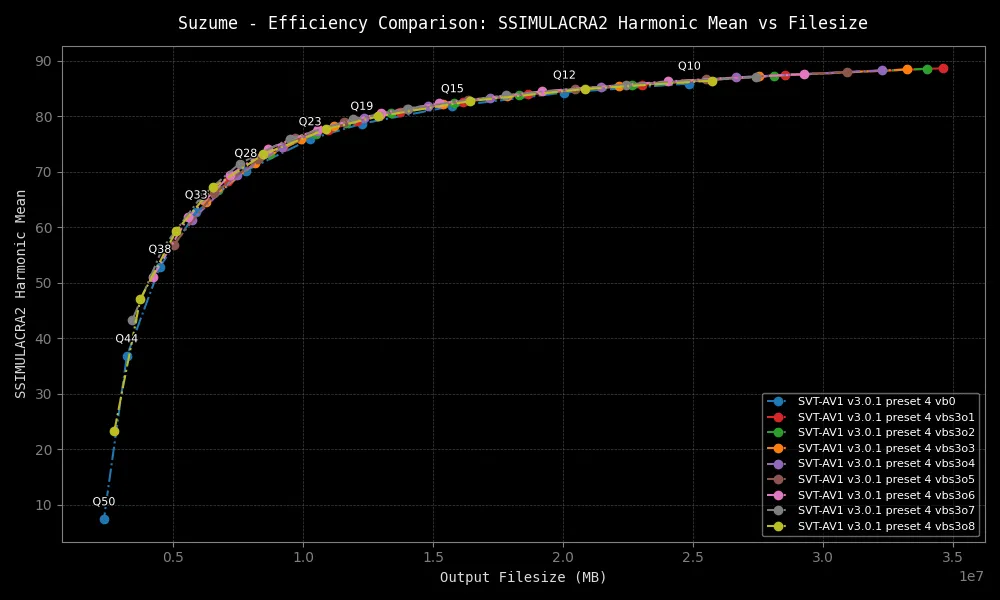 Suzume - Efficiency Comparison: SSIMULACRA2 Harmonic Mean vs Filesize
SSIMULACRA2 Harmonic Mean
90
80
70
60
50
40
30
20
10
Q50
Q44
Q38
Q33
Q28
Q23
Q19
Q15
Q12
Q10
SVT-AV1 v3.0.1 preset 4 vb0
SVT-AV1 v3.0.1 preset 4 vbs3o1
SVT-AV1 v3.0.1 preset 4 vbs3o2
SVT-AV1 v3.0.1 preset 4 vbs3o3
SVT-AV1 v3.0.1 preset 4 vbs3o4
SVT-AV1 v3.0.1 preset 4 vbs3o5
SVT-AV1 v3.0.1 preset 4 vbs3o6
SVT-AV1 v3.0.1 preset 4 vbs3o7
SVT-AV1 v3.0.1 preset 4 vbs3o8
0.5 1.0 1.5 2.0 2.5 3.0 3.5
1e7
Output Filesize (MB)